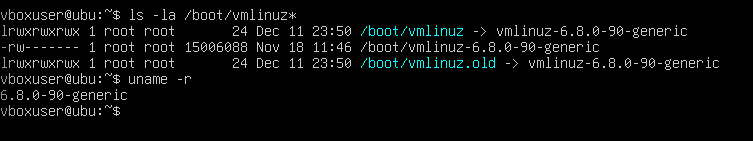 vboxuser@ubu:~$ ls -la /boot/vmlinuz*
lrwxrwxrwx 1 root root       24 Dec 11 23:50 /boot/vmlinuz -> vmlinuz-6.8.0-90-generic
-rw------- 1 root root 15006088 Nov 18 11:46 /boot/vmlinuz-6.8.0-90-generic
lrwxrwxrwx 1 root root       24 Dec 11 23:50 /boot/vmlinuz.old -> vmlinuz-6.8.0-90-generic
vboxuser@ubu:~$ uname -r
6.8.0-90-generic
vboxuser@ubu:~$